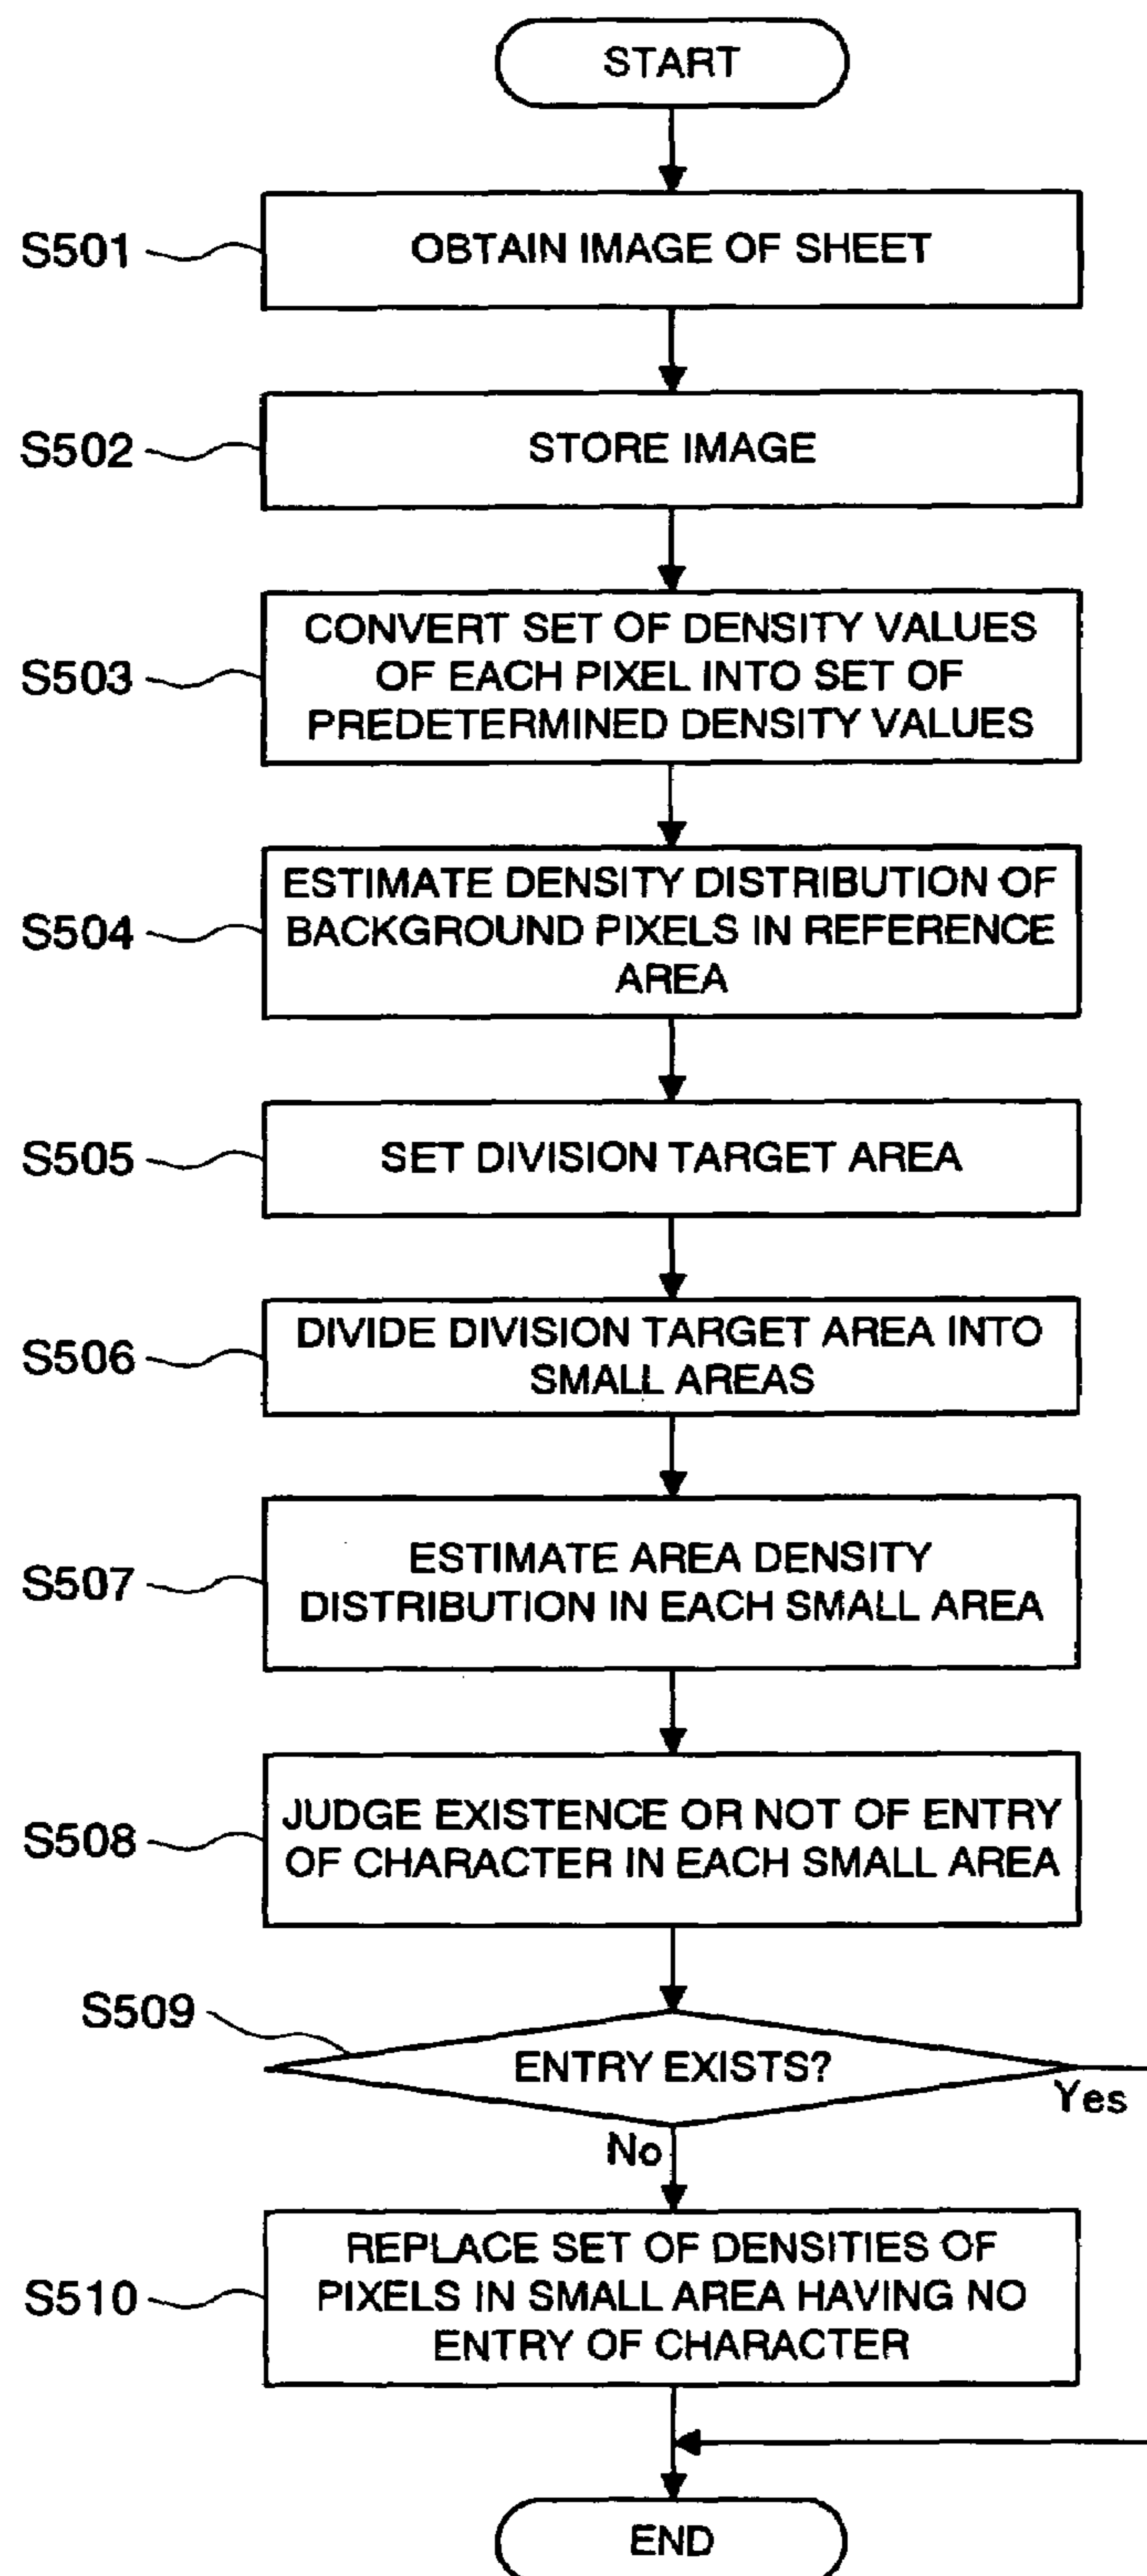 START
S501
OBTAIN IMAGE OF SHEET
S502
STORE IMAGE
S503
CONVERT SET OF DENSITY VALUES
OF EACH PIXEL INTO SET OF
PREDETERMINED DENSITY VALUES
S504
ESTIMATE DENSITY DISTRIBUTION OF
BACKGROUND PIXELS IN REFERENCE
AREA
S505
SET DIVISION TARGET AREA
S506
DIVIDE DIVISION TARGET AREA INTO
SMALL AREAS
S507
ESTIMATE AREA DENSITY
DISTRIBUTION IN EACH SMALL AREA
S508
JUDGE EXISTENCE OR NOT OF ENTRY
OF CHARACTER IN EACH SMALL AREA
S509
ENTRY EXISTS?
Yes
No
S510
REPLACE SET OF DENSITIES OF
PIXELS IN SMALL AREA HAVING NO
ENTRY OF CHARACTER
END